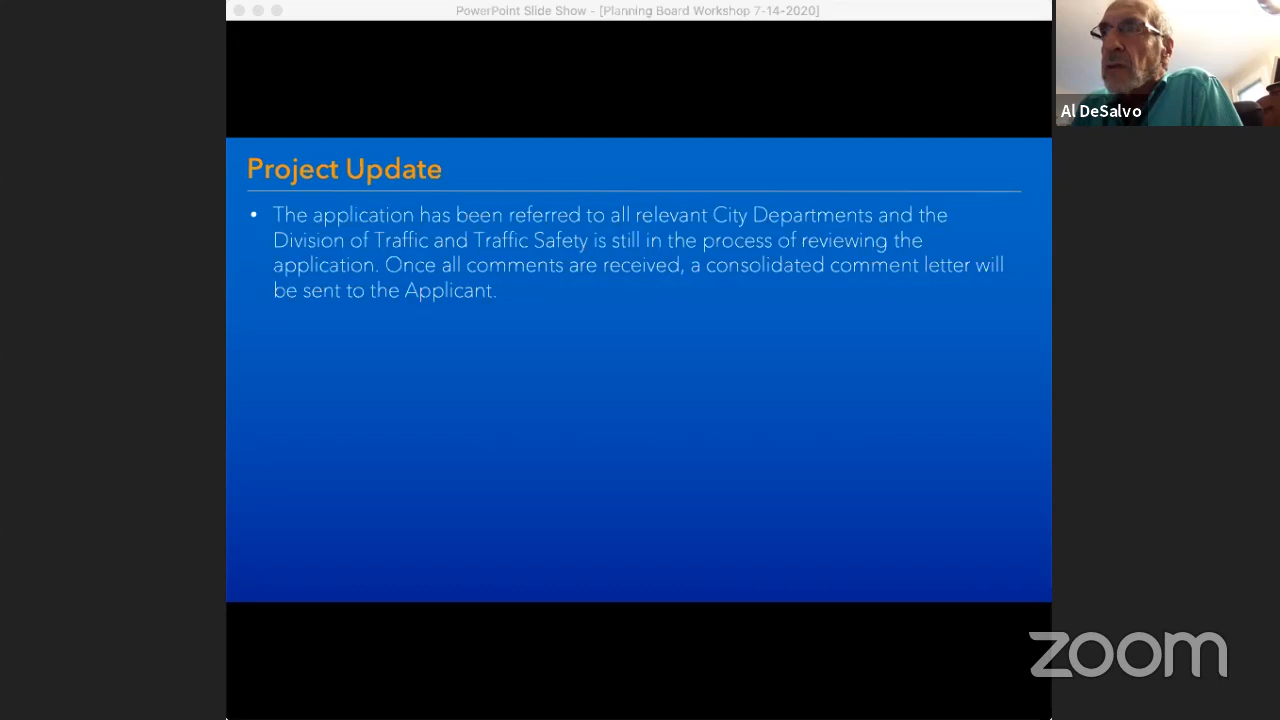 PowerPoint Slide Show - [Planning Board Workshop 7-14-2020]
Al DeSalvo
Project Update
• The application has been referred to all relevant City Departments and the
Division of Traffic and Traffic Safety is still in the process of reviewing the
application. Once all comments are received, a consolidated comment letter will
be sent to the Applicant.
zoom